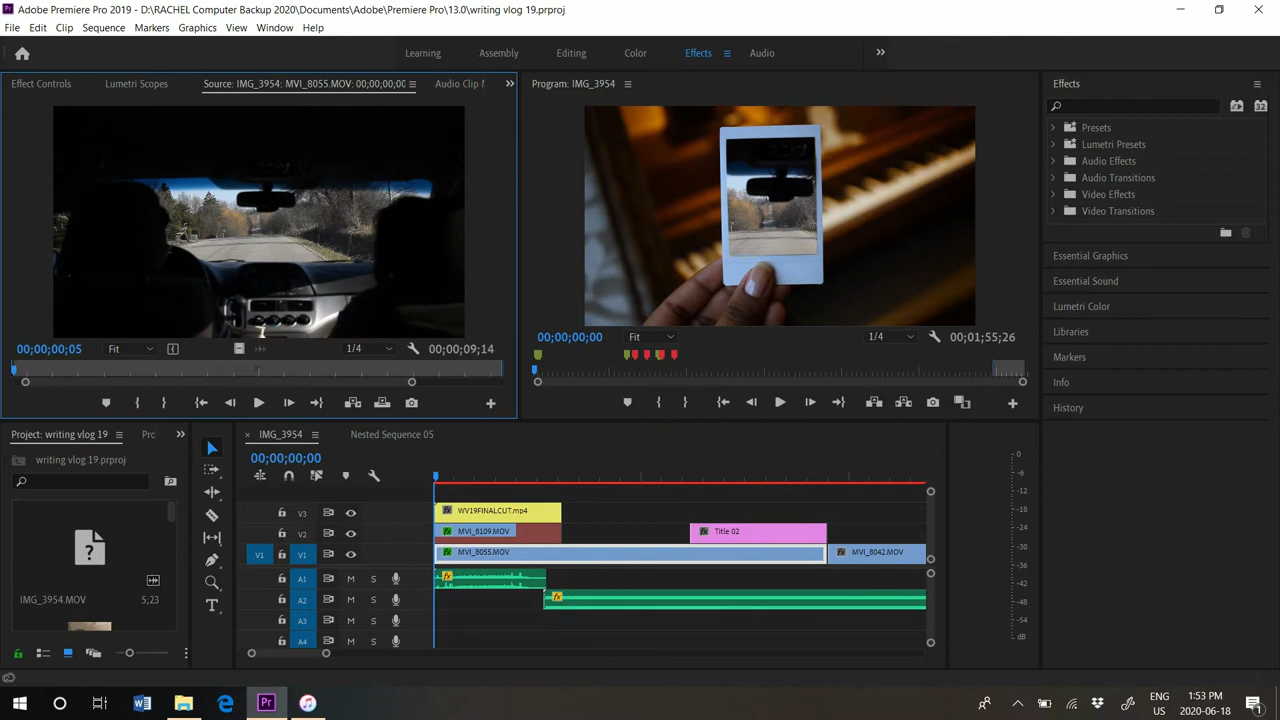 Adobe Premiere Pro 2019 - D:\RACHEL Computer Backup 2020\Documents\Adobe\Premiere Pro\13.0\writing vlog 19.prproj
File Edit Clip Sequence Markers Graphics View Window Help
Learning Assembly Editing Color Effects Audio
Effect Controls Lumetri Scopes Source: IMG_3954: MVI_8055.MOV: 00;00;00;00 Audio Clip M
Program: IMG_3954
Effects
Presets
Lumetri Presets
Audio Effects
Audio Transitions
Video Effects
Video Transitions
Essential Graphics
Essential Sound
Lumetri Color
Libraries
Markers
Info
History
00;00;00;05 Fit 1/4 00;00;09;14
00;00;00;00 Fit 1/4 00;01;55;26
Project: writing vlog 19 Prc
writing vlog 19.prproj
IMG_3954.MOV 5;23
IMG_3954 Nested Sequence 05
00;00;00;00
V3 WV19FINALCUT.mp4
V2 MVI_8109.MOV Title 02
V1 V1 MVI_8055.MOV MVI_8042.MOV
A1 M S
A2 M S
A3 M S
A4 M S
0
-6
-12
-18
-24
-30
-36
-42
-48
-54
dB
ENG
US
1:53 PM
2020-06-18
1